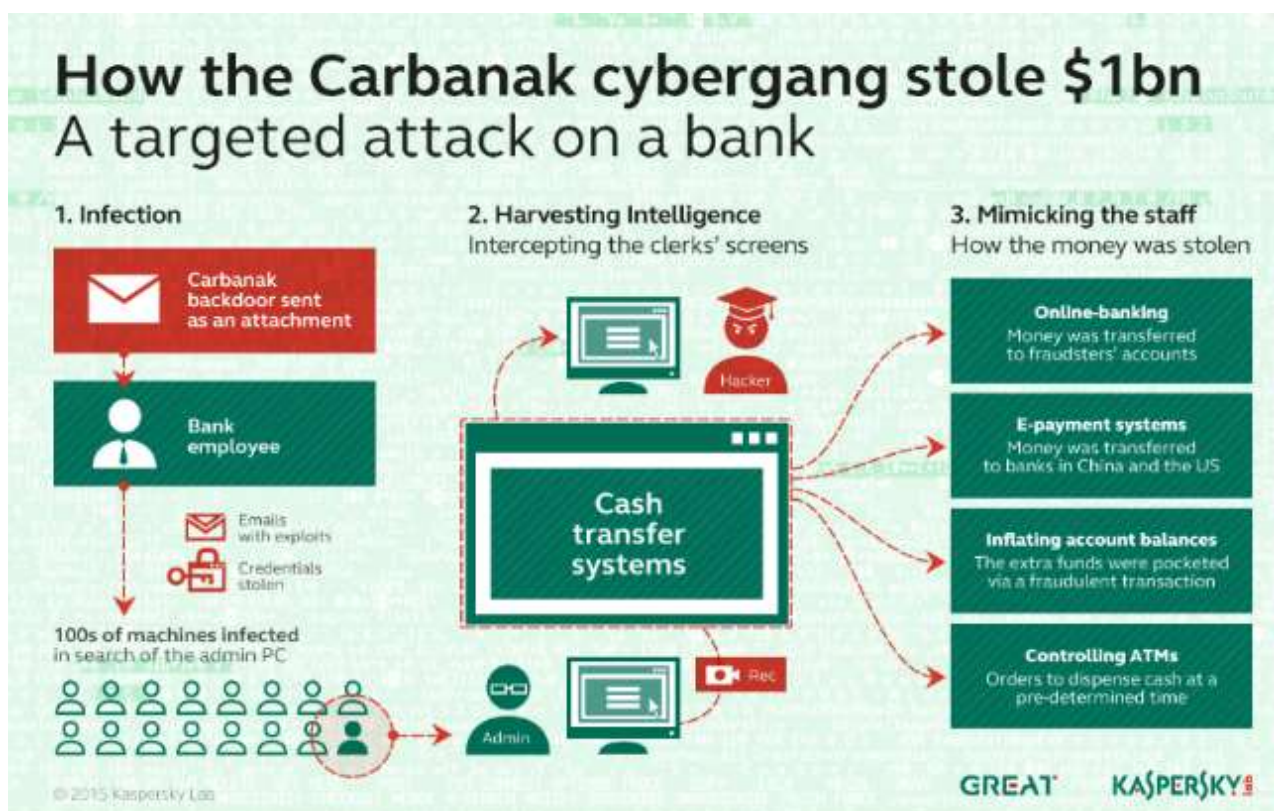 How the Carbanak cybergang stole $1bn
A targeted attack on a bank
1. Infection
Carbanak
backdoor sent
as an attachment
Bank
employee
Emails
with exploits
Credentials
stolen
100s of machines infected
in search of the admin PC
2. Harvesting Intelligence
Intercepting the clerks' screens
Hacker
Cash
transfer
systems
Rec
Admin
3. Mimicking the staff
How the money was stolen
Online-banking
Money was transferred
to fraudsters' accounts
E-payment systems
Money was transferred
to banks in China and the US
Inflating account balances
The extra funds were pocketed
via a fraudulent transaction
Controlling ATMs
Orders to dispense cash at a
pre-determined time
© 2015 Kaspersky Lab
GREAT
KASPERSKY lab